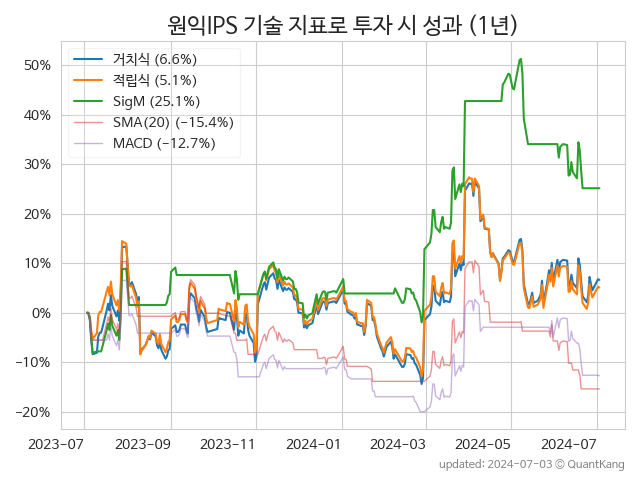 원익IPS 기술 지표로 투자 시 성과 (1년)
거치식 (6.6%)
적립식 (5.1%)
SigM (25.1%)
SMA(20) (−15.4%)
MACD (−12.7%)
50%
40%
30%
20%
10%
0%
−10%
−20%
2023-07 2023-09 2023-11 2024-01 2024-03 2024-05 2024-07
updated: 2024-07-03 ⓒ QuantKang